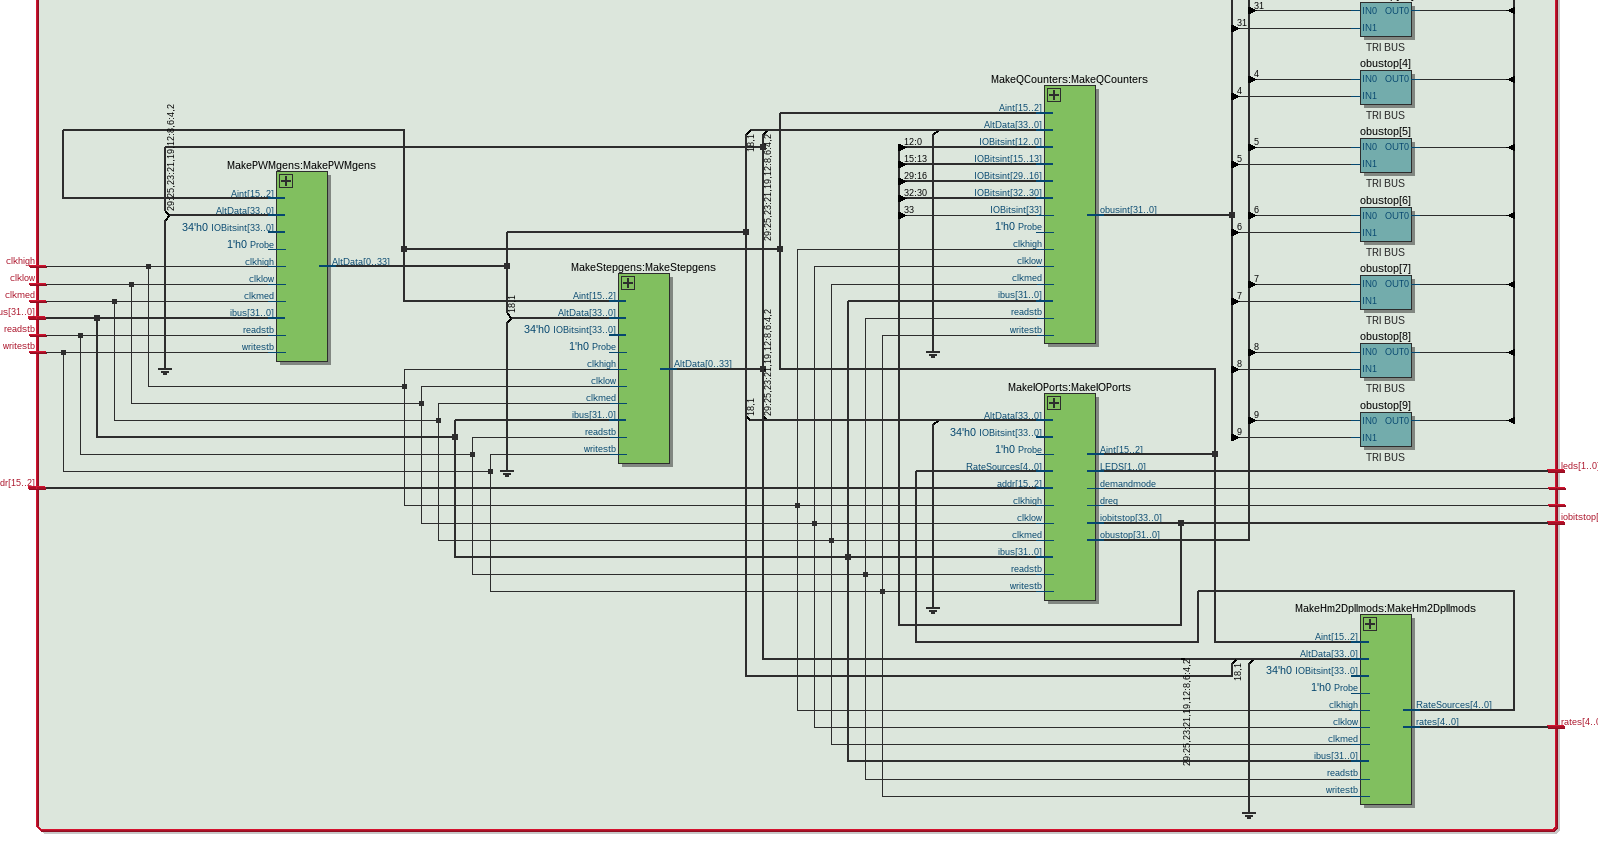 31
IN0 OUT0
31
IN1
TRI BUS
obustop[4]
4
IN0 OUT0
4
IN1
TRI BUS
obustop[5]
5
IN0 OUT0
5
IN1
TRI BUS
obustop[6]
6
IN0 OUT0
6
IN1
TRI BUS
obustop[7]
7
IN0 OUT0
7
IN1
TRI BUS
obustop[8]
8
IN0 OUT0
8
IN1
TRI BUS
obustop[9]
9
IN0 OUT0
9
IN1
TRI BUS
MakeQCounters:MakeQCounters
Aint[15..2]
AltData[33..0]
12:0 IOBitsint[12..0]
15:13 IOBitsint[15..13]
29:16 IOBitsint[29..16]
32:30 IOBitsint[32..30]
33 IOBitsint[33]
1'h0 Probe
clkhigh
clklow
clkmed
ibus[31..0]
readstb
writestb
obusint[31..0]
29:25,23:21,19,12:8,6:4,2
18,1
29:25,23:21,19,12:8,6:4,2
MakePWMgens:MakePWMgens
Aint[15..2]
AltData[33..0]
34'h0 IOBitsint[33..0]
1'h0 Probe
clkhigh
clklow
clkmed
ibus[31..0]
readstb
writestb
AltData[0..33]
clkhigh
clklow
clkmed
us[31..0]
readstb
writestb
dr[15..2]
MakeStepgens:MakeStepgens
18,1
Aint[15..2]
AltData[33..0]
34'h0 IOBitsint[33..0]
1'h0 Probe
clkhigh
clklow
clkmed
ibus[31..0]
readstb
writestb
AltData[0..33]
18,1
29:25,23:21,19,12:8,6:4,2
MakeIOPorts:MakeIOPorts
AltData[33..0]
34'h0 IOBitsint[33..0]
1'h0 Probe
RateSources[4..0]
addr[15..2]
clkhigh
clklow
clkmed
ibus[31..0]
readstb
writestb
Aint[15..2]
LEDS[1..0]
demandmode
dreq
iobitstop[33..0]
obustop[31..0]
leds[1..0]
iobitstop[
MakeHm2Dpllmods:MakeHm2Dpllmods
29:25,23:21,19,12:8,6:4,2
18,1
Aint[15..2]
AltData[33..0]
34'h0 IOBitsint[33..0]
1'h0 Probe
clkhigh
clklow
clkmed
ibus[31..0]
readstb
writestb
RateSources[4..0]
rates[4..0]
rates[4..0